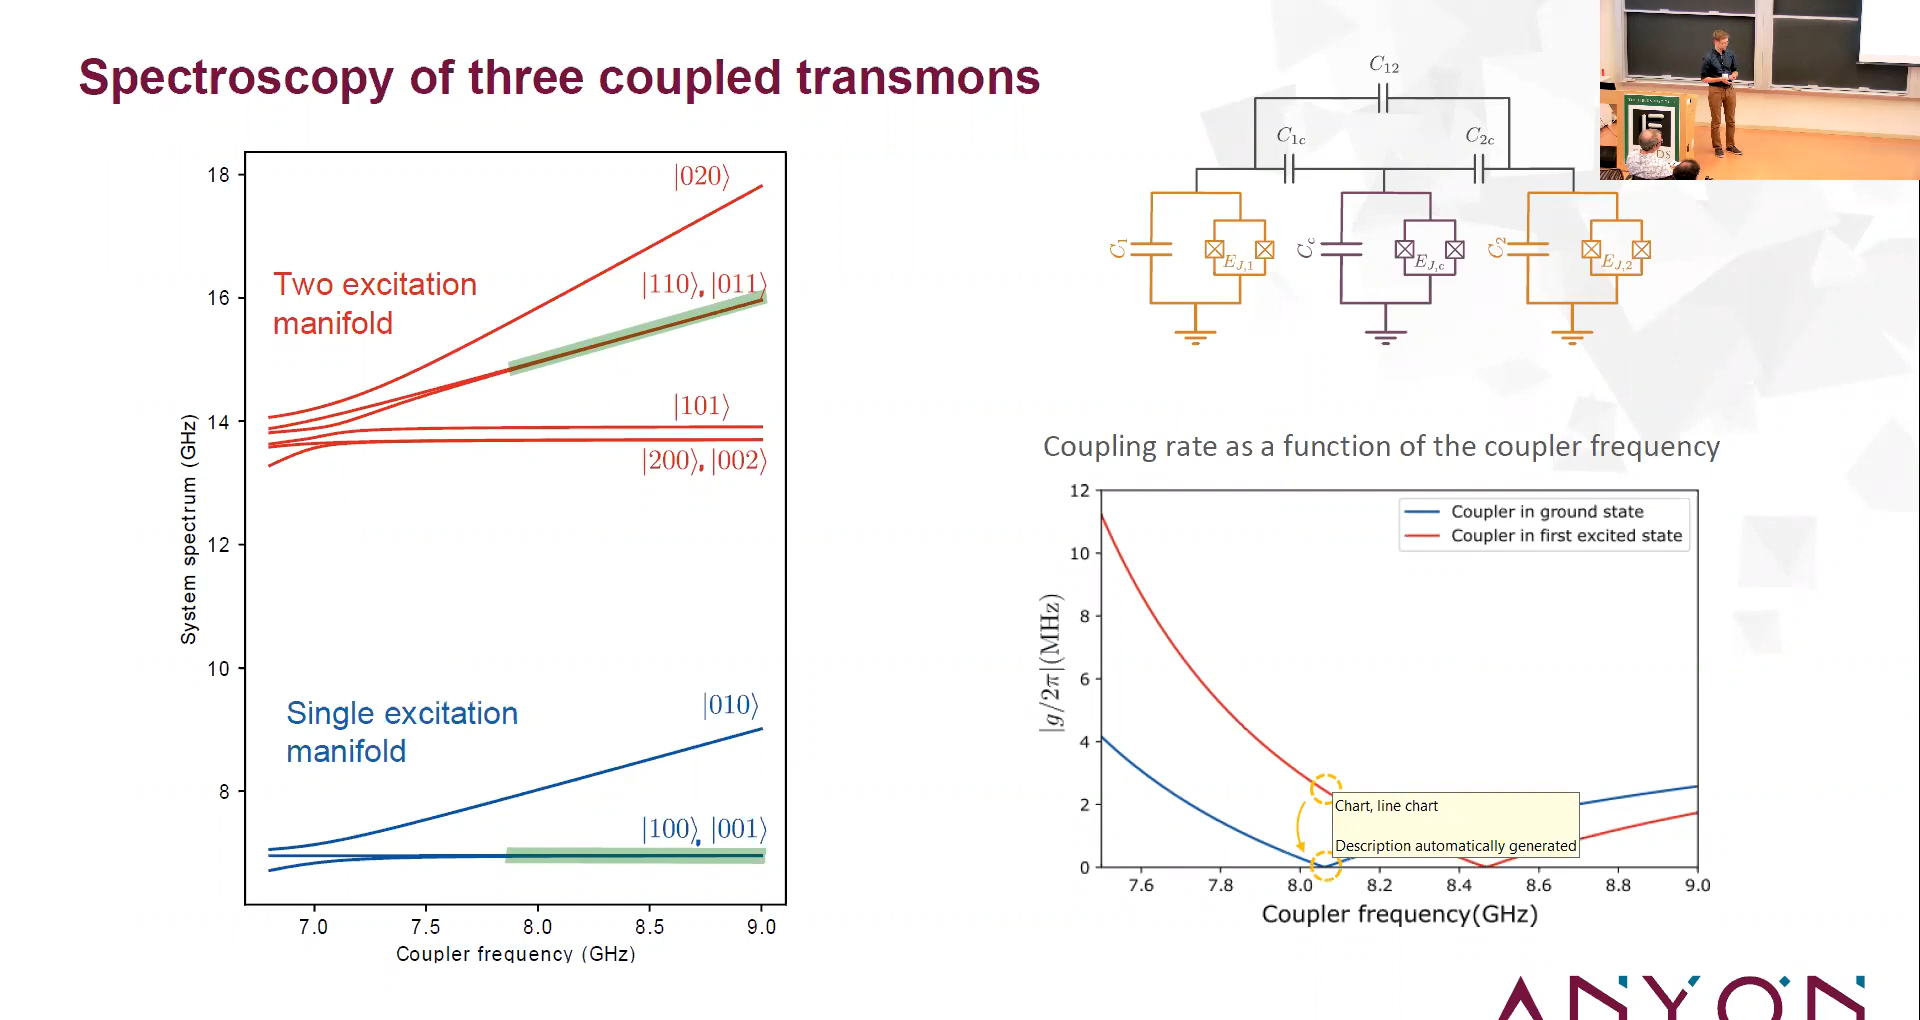 Spectroscopy of three coupled transmons
18
16
14
12
10
8
System spectrum (GHz)
|020⟩
|110⟩, |011⟩
Two excitation
manifold
|101⟩
|200⟩, |002⟩
Single excitation
manifold
|010⟩
|100⟩, |001⟩
7.0 7.5 8.0 8.5 9.0
Coupler frequency (GHz)
C12
C1c C2c
C1 EJ,1 Cc EJ,c C2 EJ,2
Coupling rate as a function of the coupler frequency
12
10
8
6
4
2
0
|g/2π|(MHz)
Coupler in ground state
Coupler in first excited state
Chart, line chart
Description automatically generated
7.6 7.8 8.0 8.2 8.4 8.6 8.8 9.0
Coupler frequency(GHz)
ANYON